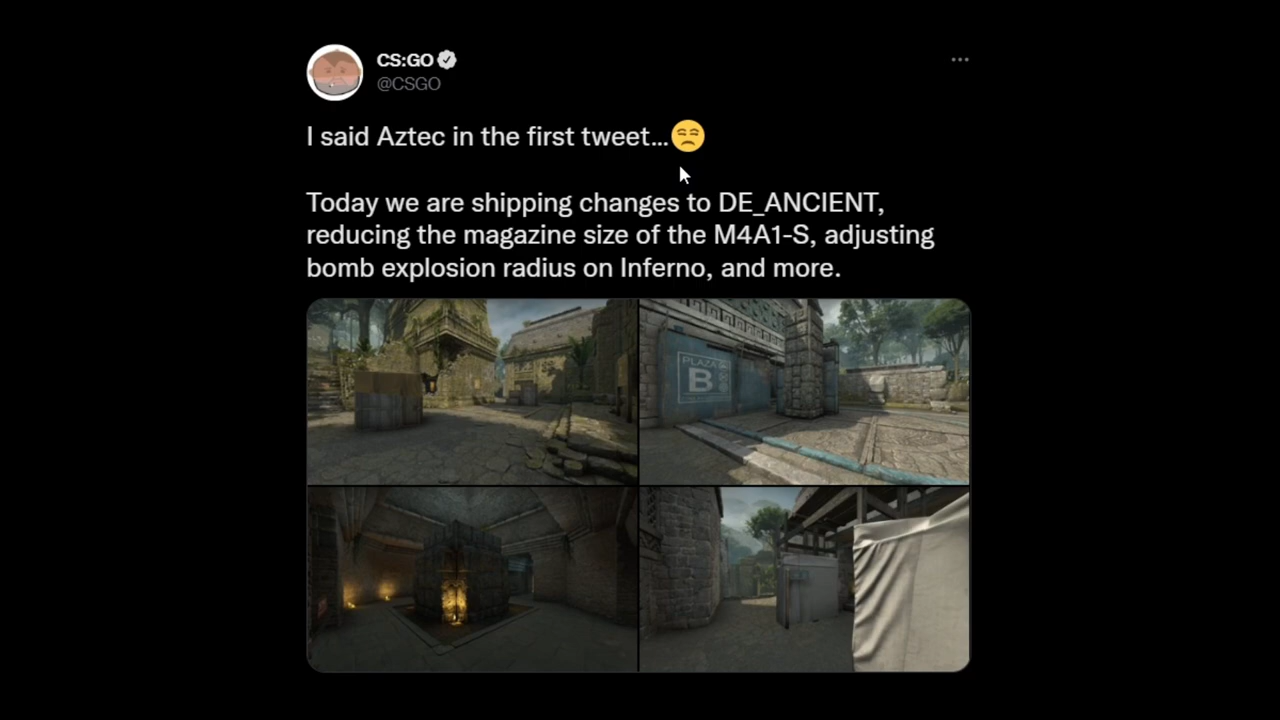 CS:GO
@CSGO
I said Aztec in the first tweet...😒
Today we are shipping changes to DE_ANCIENT,
reducing the magazine size of the M4A1-S, adjusting
bomb explosion radius on Inferno, and more.
PLAZA
B